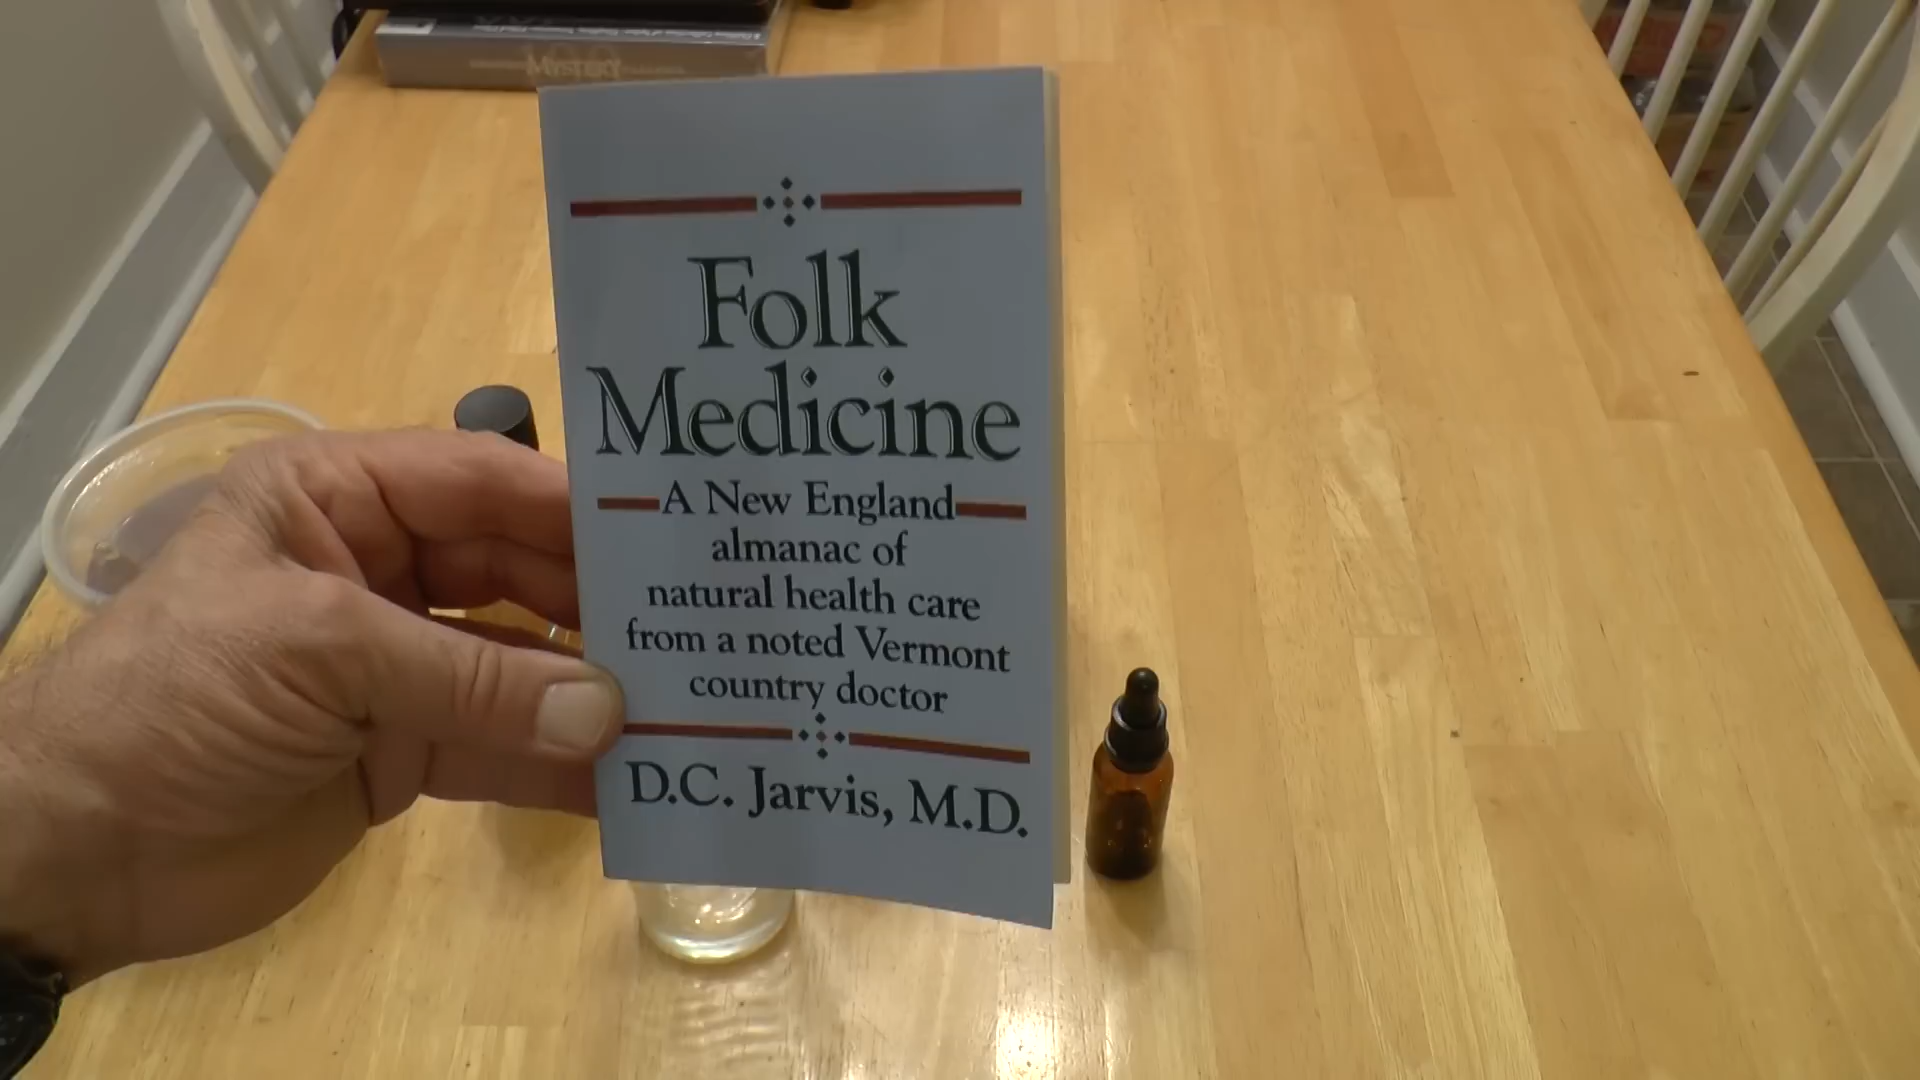 MYSTERY
Folk
Medicine
A New England
almanac of
natural health care
from a noted Vermont
country doctor
D.C. Jarvis, M.D.